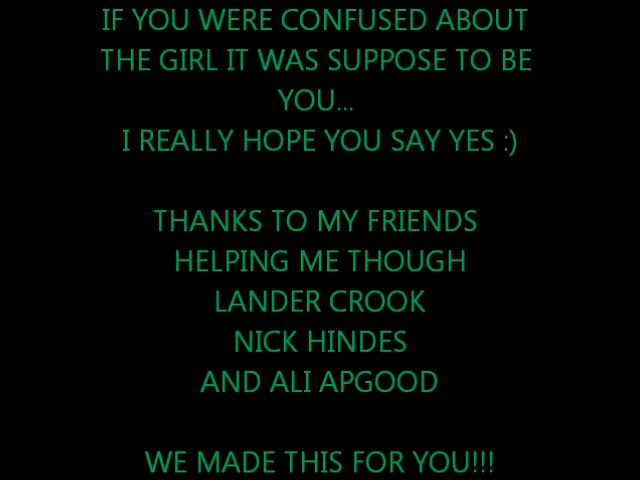 IF YOU WERE CONFUSED ABOUT
THE GIRL IT WAS SUPPOSE TO BE
YOU...
I REALLY HOPE YOU SAY YES :)
THANKS TO MY FRIENDS
HELPING ME THOUGH
LANDER CROOK
NICK HINDES
AND ALI APGOOD
WE MADE THIS FOR YOU!!!